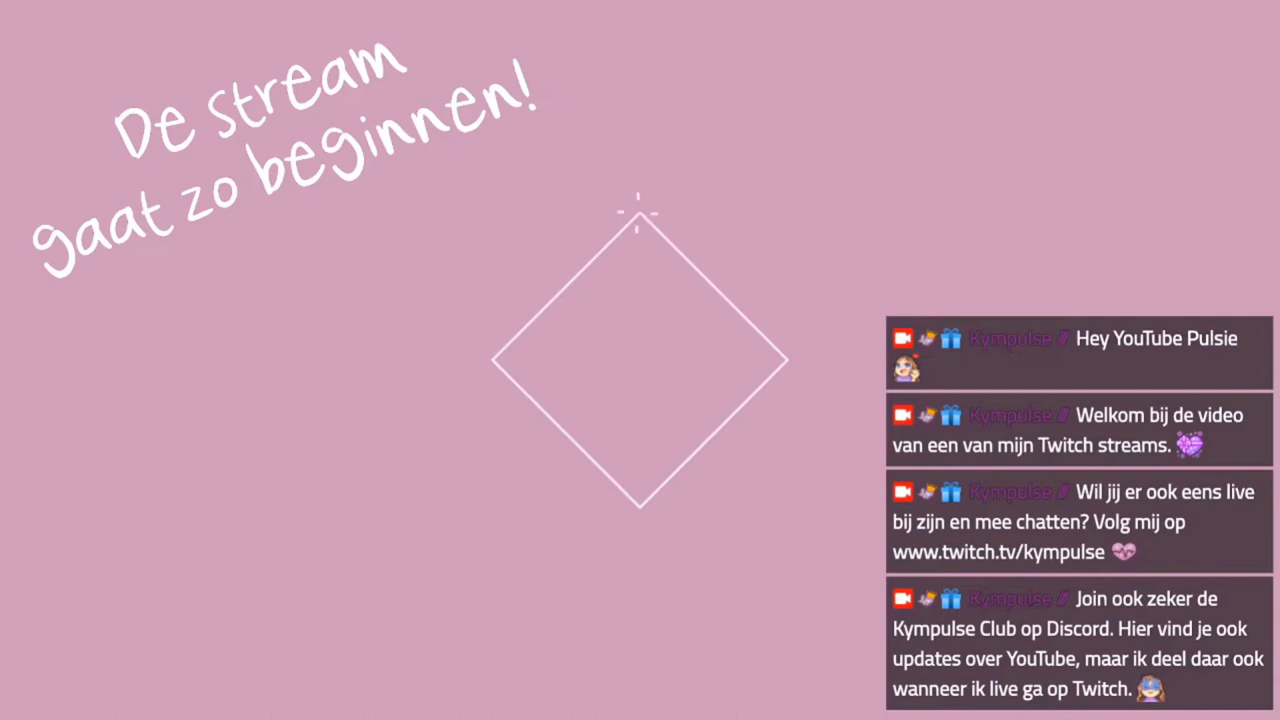 De stream
gaat zo beginnen!
Kympulse // Hey YouTube Pulsie
Kympulse // Welkom bij de video
van een van mijn Twitch streams.
Kympulse // Wil jij er ook eens live
bij zijn en mee chatten? Volg mij op
www.twitch.tv/kympulse
Kympulse // Join ook zeker de
Kympulse Club op Discord. Hier vind je ook
updates over YouTube, maar ik deel daar ook
wanneer ik live ga op Twitch.